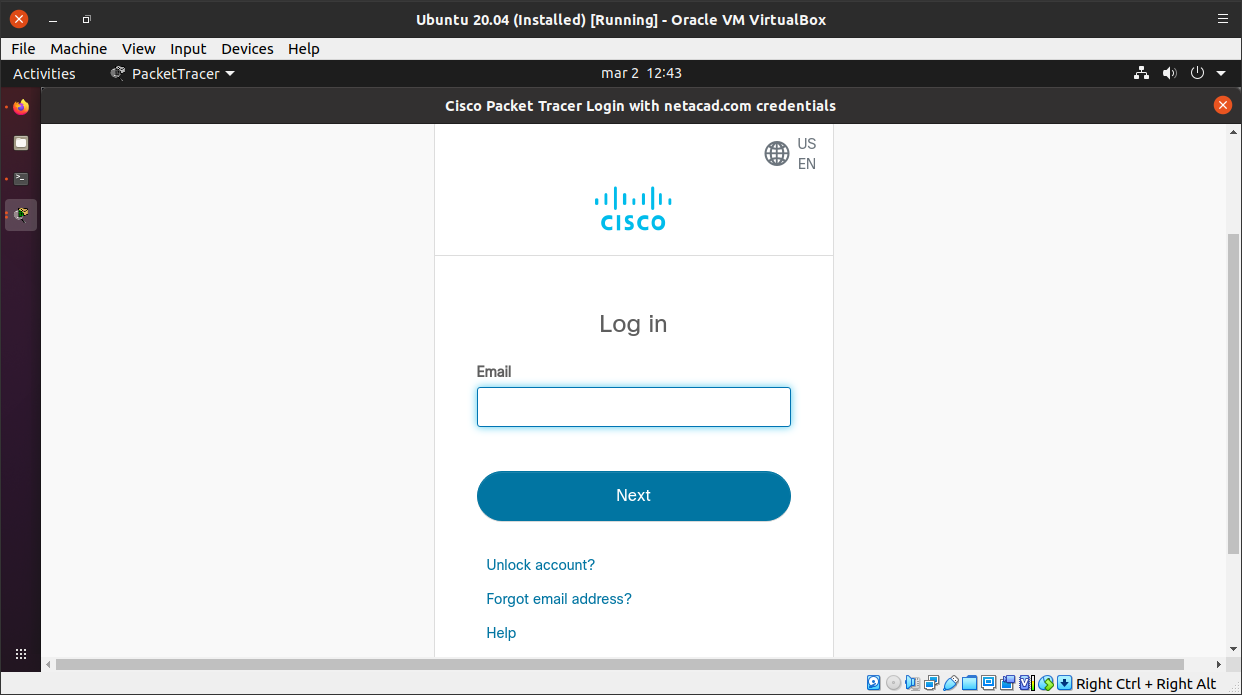 Ubuntu 20.04 (Installed) [Running] - Oracle VM VirtualBox
File Machine View Input Devices Help
Activities PacketTracer mar 2 12:43
Cisco Packet Tracer Login with netacad.com credentials
US
EN
CISCO
Log in
Email
Next
Unlock account?
Forgot email address?
Help
Right Ctrl + Right Alt